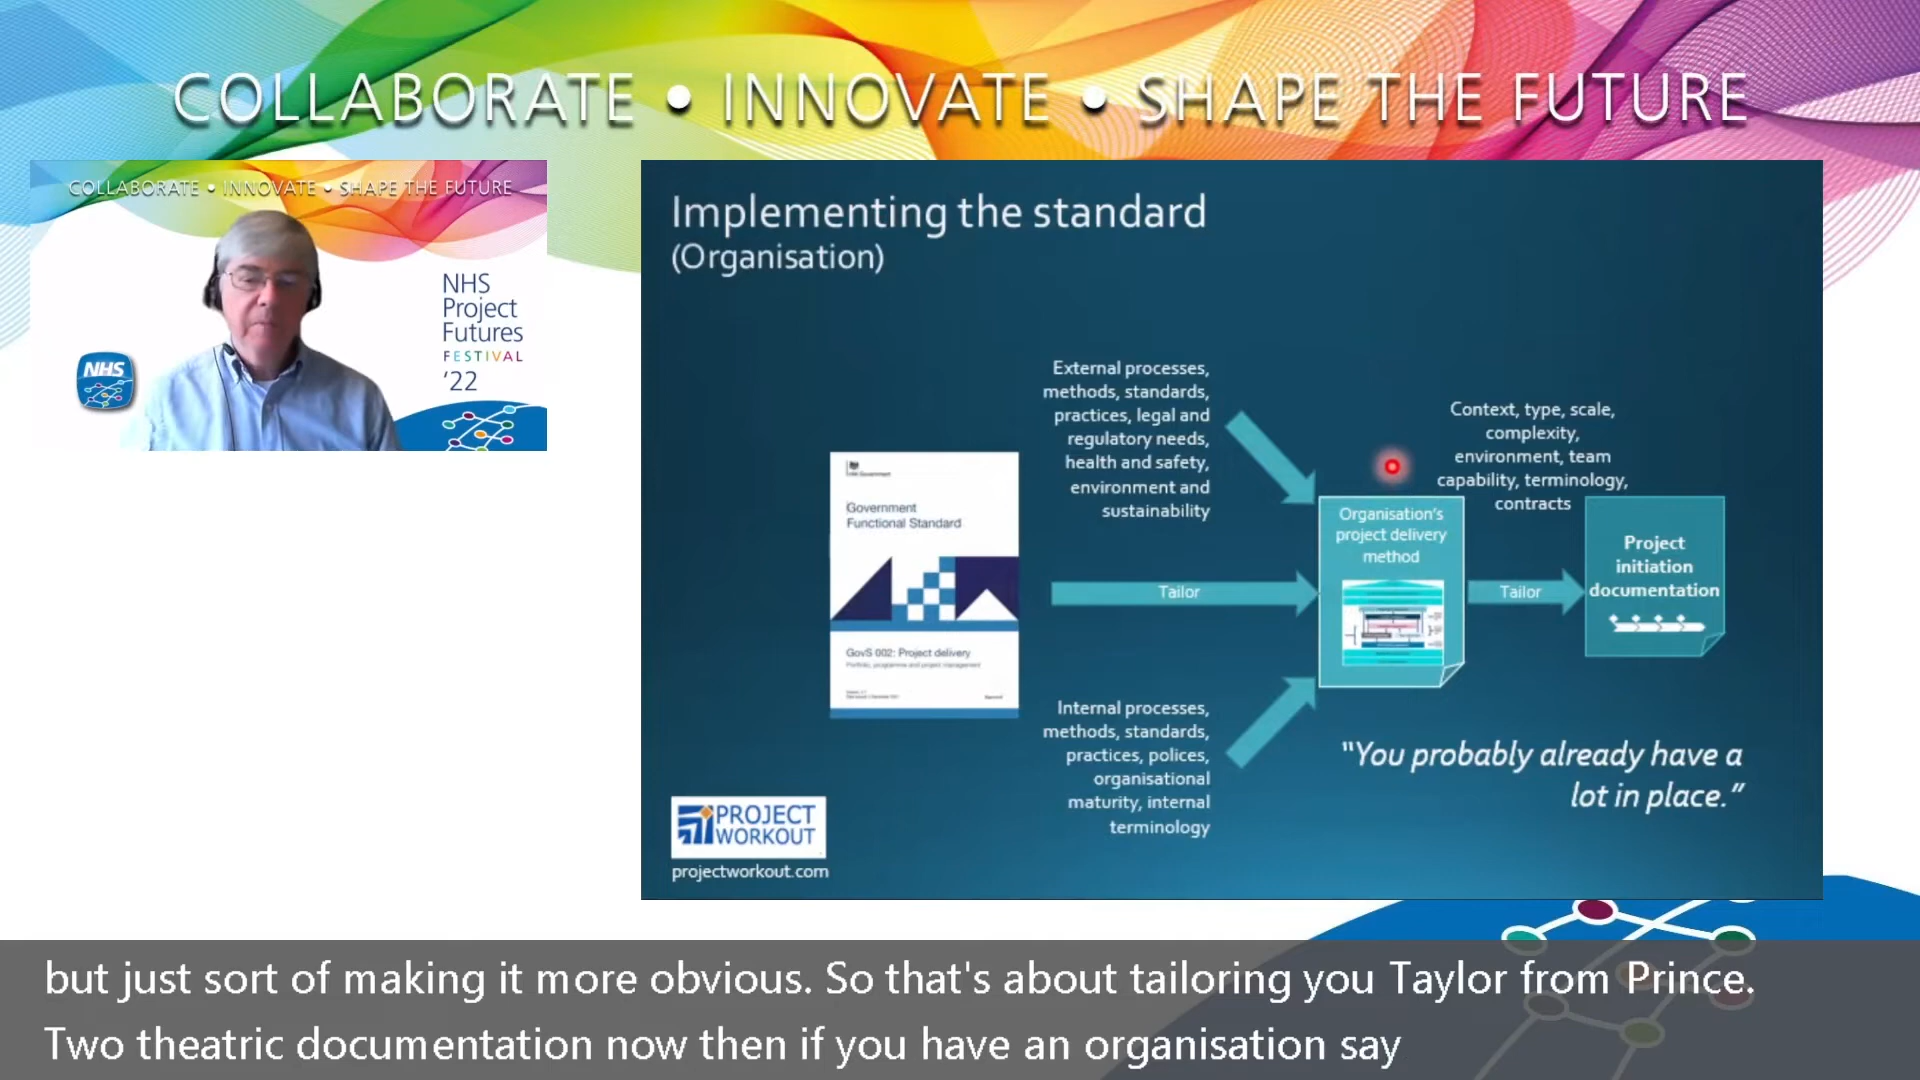 COLLABORATE • INNOVATE • SHAPE THE FUTURE
COLLABORATE • INNOVATE • SHAPE THE FUTURE
NHS
Project
Futures
FESTIVAL
'22
NHS
Implementing the standard
(Organisation)
External processes,
methods, standards,
practices, legal and
regulatory needs,
health and safety,
environment and
sustainability
Context, type, scale,
complexity,
environment, team
capability, terminology,
contracts
Government
Functional Standard
GovS 002: Project delivery
Portfolio, programme and project management
Tailor
Organisation's
project delivery
method
Tailor
Project
initiation
documentation
Internal processes,
methods, standards,
practices, polices,
organisational
maturity, internal
terminology
"You probably already have a
lot in place."
PROJECT
WORKOUT
projectworkout.com
but just sort of making it more obvious. So that's about tailoring you Taylor from Prince.
Two theatric documentation now then if you have an organisation say